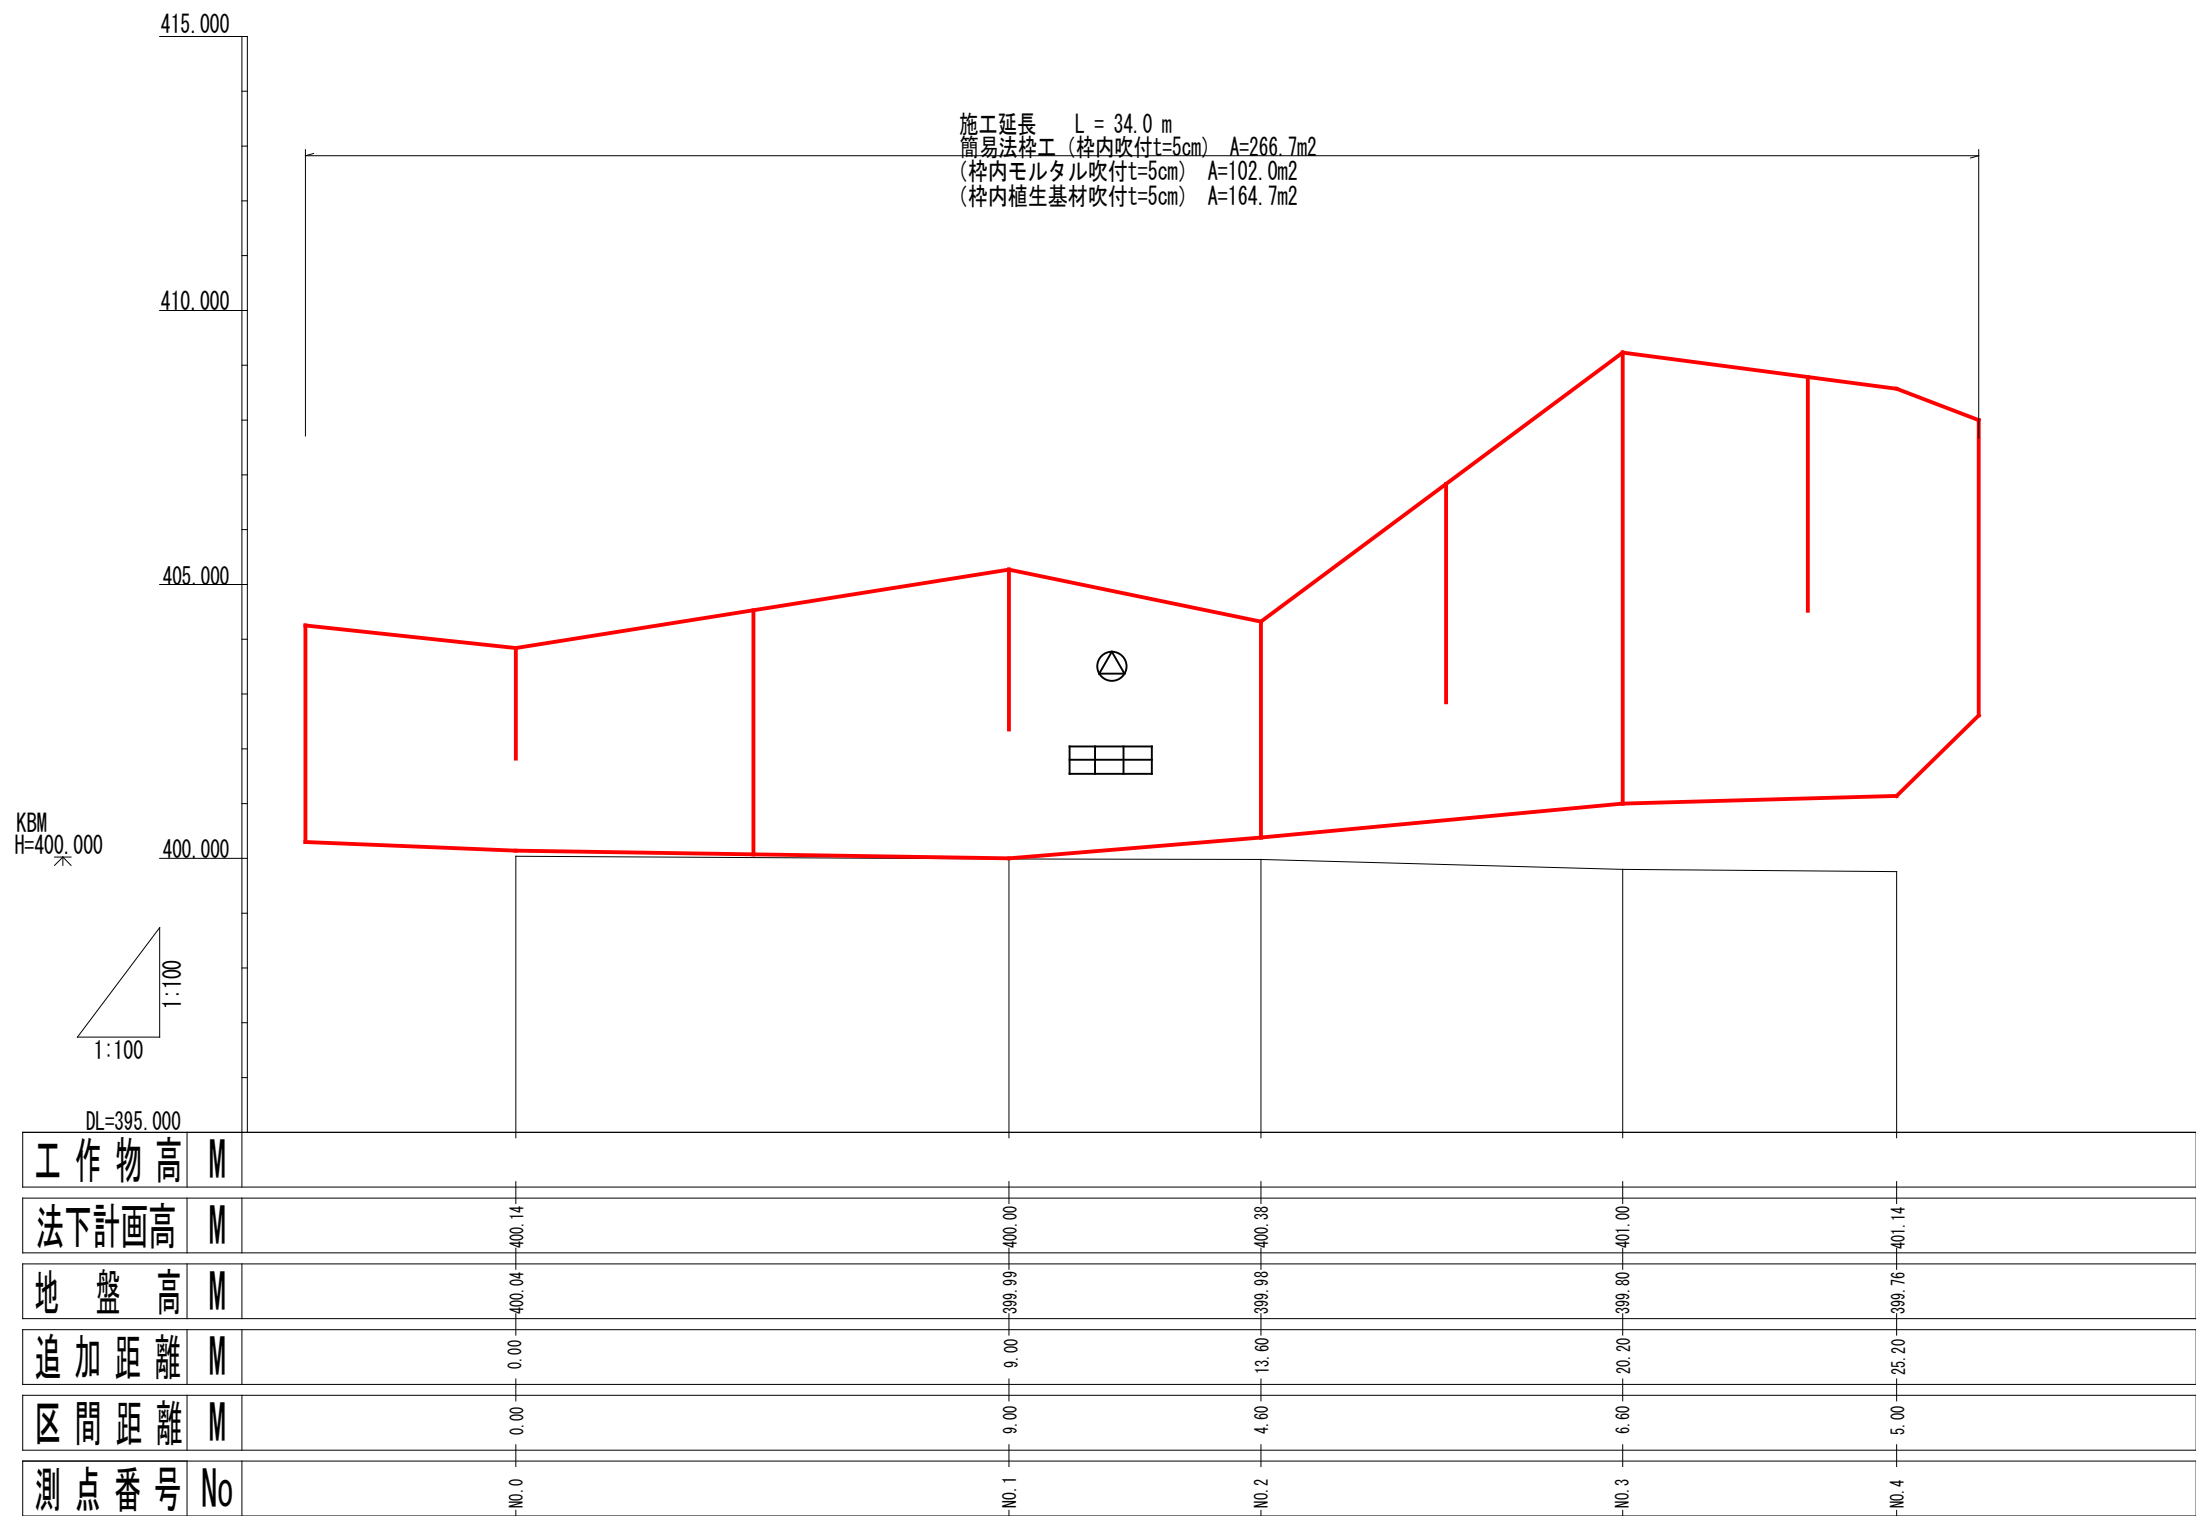 415.000
施工延長 L = 34.0 m
簡易法枠工（枠内吹付t=5cm） A=266.7m2
（枠内モルタル吹付t=5cm） A=102.0m2
（枠内植生基材吹付t=5cm） A=164.7m2
410.000
405.000
KBM
H=400.000
400.000
1:100
1:100
DL=395.000
工作物高 M
法下計画高 M 400.14 400.00 400.38 401.00 401.14
地盤高 M 400.04 399.99 399.98 399.80 399.76
追加距離 M 0.00 9.00 13.60 20.20 25.20
区間距離 M 0.00 9.00 4.60 6.60 5.00
測点番号 No NO.0 NO.1 NO.2 NO.3 NO.4